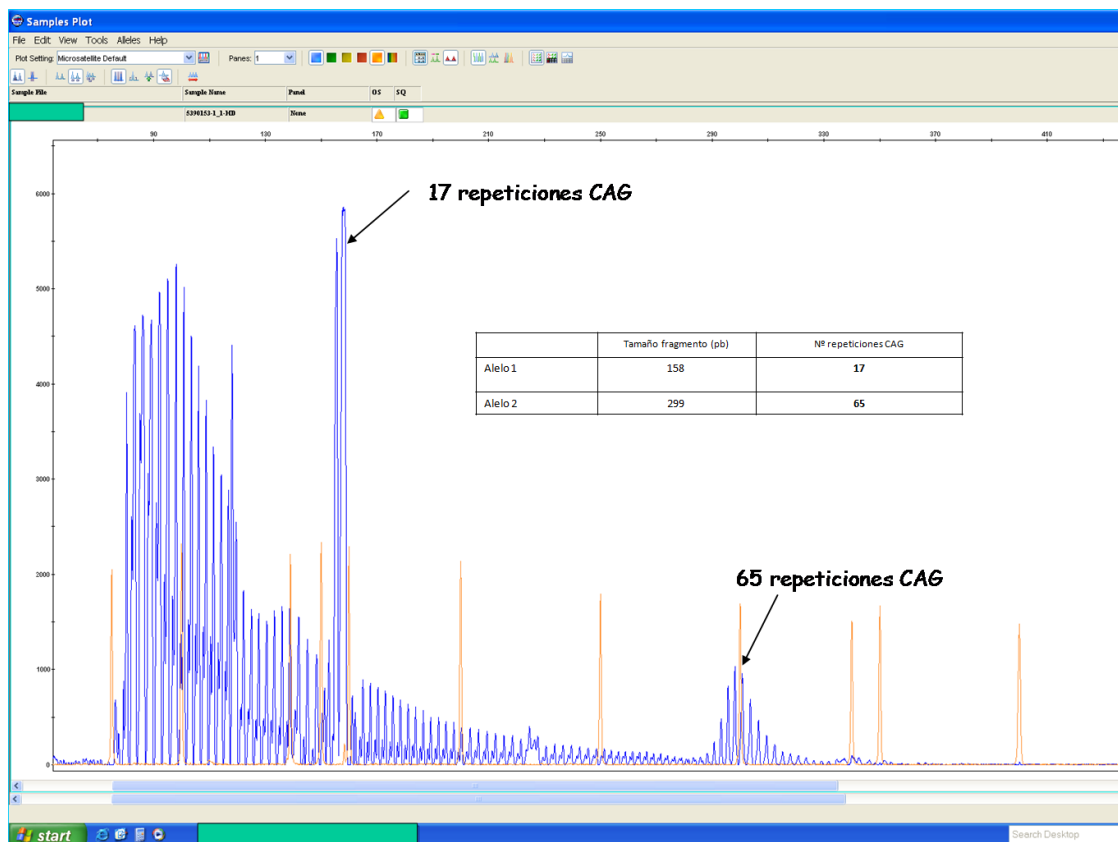 Samples Plot
File Edit View Tools Alleles Help
Plot Setting: Microsatellite Default Panes: 1
Sample File Sample Name Panel OS SQ
5390153-1_1-HD None
90 130 170 210 250 290 330 370 410
6000
17 repeticiones CAG
5000
Tamaño fragmento (pb) Nº repeticiones CAG
Alelo 1 158 17
4000
Alelo 2 299 65
3000
2000
65 repeticiones CAG
1000
0
start Search Desktop